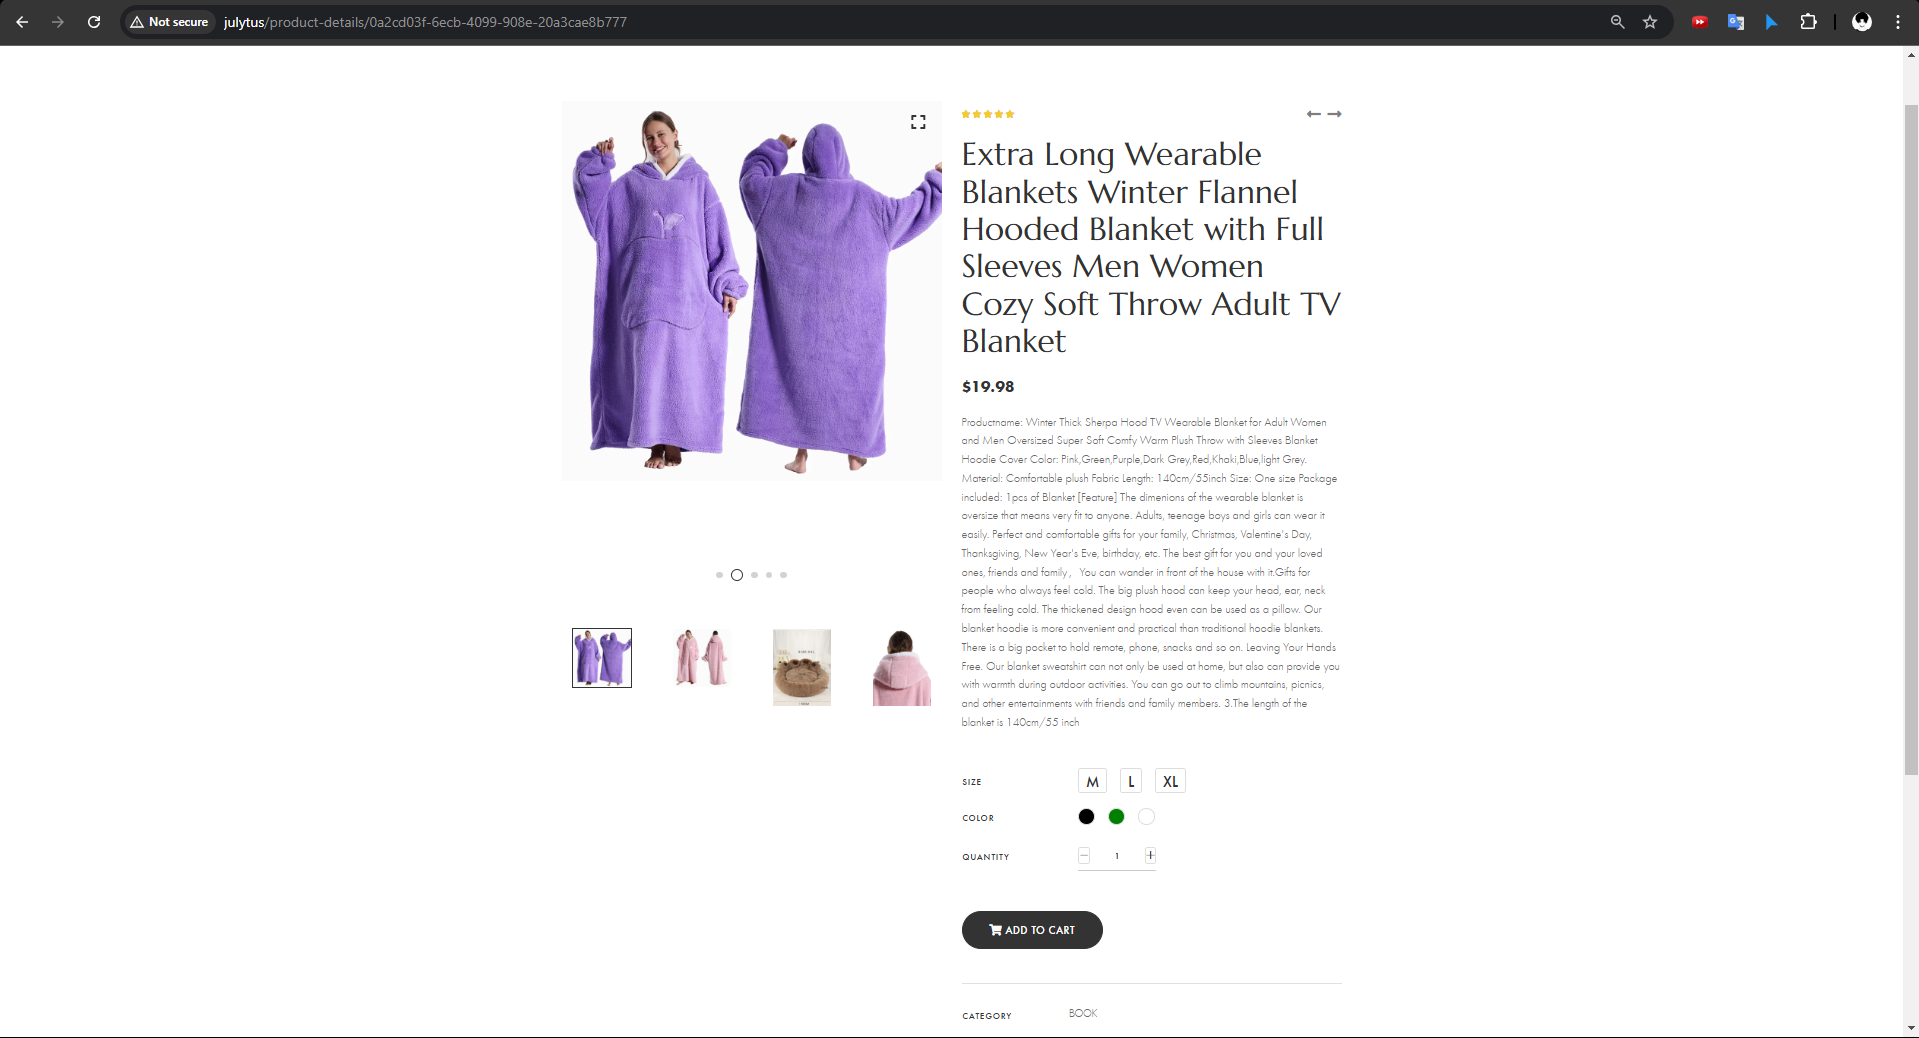 Not secure
julytus/product-details/0a2cd03f-6ecb-4099-908e-20a3cae8b777
Extra Long Wearable
Blankets Winter Flannel
Hooded Blanket with Full
Sleeves Men Women
Cozy Soft Throw Adult TV
Blanket
$19.98
Productname: Winter Thick Sherpa Hood TV Wearable Blanket for Adult Women
and Men Oversized Super Soft Comfy Warm Plush Throw with Sleeves Blanket
Hoodie Cover Color: Pink,Green,Purple,Dark Grey,Red,Khaki,Blue,light Grey.
Material: Comfortable plush Fabric Length: 140cm/55inch Size: One size Package
included: 1pcs of Blanket [Feature] The dimenions of the wearable blanket is
oversize that means very fit to anyone. Adults, teenage boys and girls can wear it
easily. Perfect and comfortable gifts for your family, Christmas, Valentine's Day,
Thanksgiving, New Year's Eve, birthday, etc. The best gift for you and your loved
ones, friends and family，You can wander in front of the house with it.Gifts for
people who always feel cold. The big plush hood can keep your head, ear, neck
from feeling cold. The thickened design hood even can be used as a pillow. Our
blanket hoodie is more convenient and practical than traditional hoodie blankets.
There is a big pocket to hold remote, phone, snacks and so on. Leaving Your Hands
Free. Our blanket sweatshirt can not only be used at home, but also can provide you
with warmth during outdoor activities. You can go out to climb mountains, picnics,
and other entertainments with friends and family members. 3.The length of the
blanket is 140cm/55 inch
SIZE M L XL
COLOR
QUANTITY − 1 +
ADD TO CART
CATEGORY BOOK